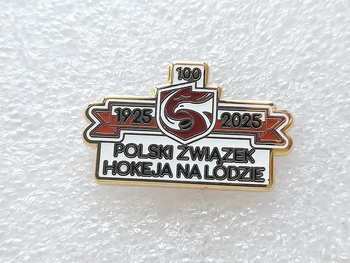 100
1925 2025
POLSKI ZWIĄZEK
HOKEJA NA LODZIE